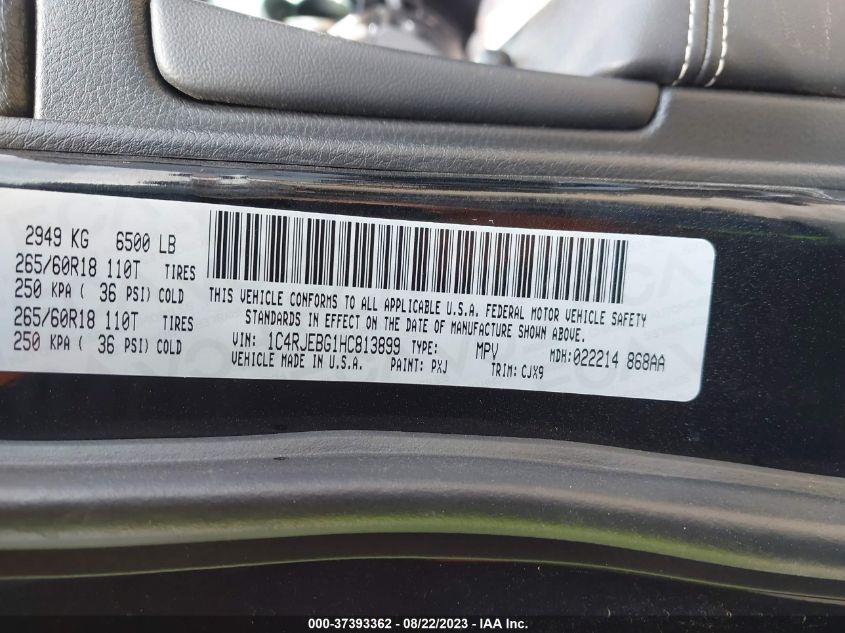 2949 KG 6500 LB
265/60R18 110T TIRES
250 KPA ( 36 PSI) COLD
265/60R18 110T TIRES
250 KPA ( 36 PSI) COLD
THIS VEHICLE CONFORMS TO ALL APPLICABLE U.S.A. FEDERAL MOTOR VEHICLE SAFETY
STANDARDS IN EFFECT ON THE DATE OF MANUFACTURE SHOWN ABOVE.
VIN: 1C4RJEBG1HC813899 TYPE: MPV MDH:022214 868AA
VEHICLE MADE IN U.S.A. PAINT: PXJ TRIM: CJX9
000-37393362 - 08/22/2023 - IAA Inc.